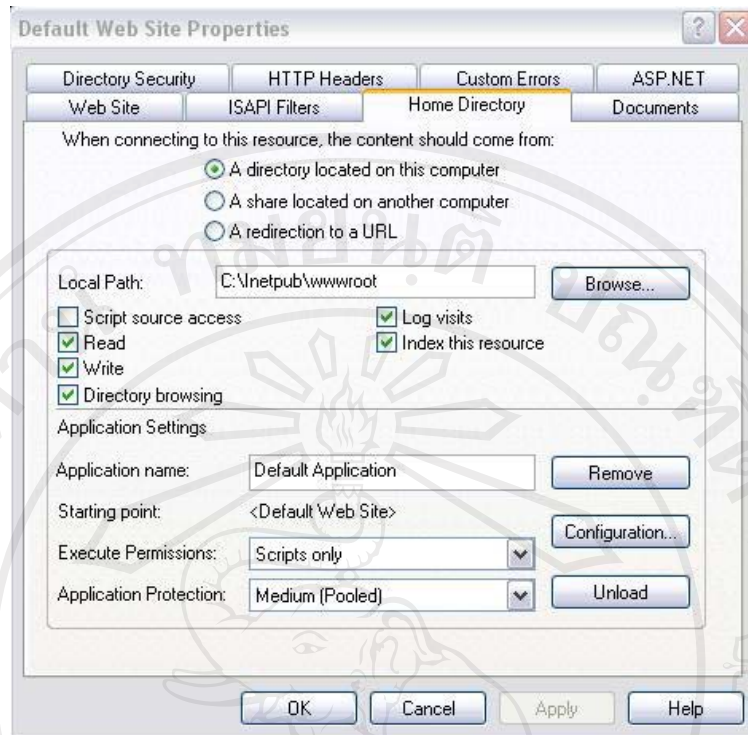 Default Web Site Properties
Directory Security HTTP Headers Custom Errors ASP.NET
Web Site ISAPI Filters Home Directory Documents
When connecting to this resource, the content should come from:
A directory located on this computer
A share located on another computer
A redirection to a URL
Local Path: C:\Inetpub\wwwroot Browse...
Script source access Log visits
Read Index this resource
Write
Directory browsing
Application Settings
Application name: Default Application Remove
Starting point: <Default Web Site>
Configuration...
Execute Permissions: Scripts only
Application Protection: Medium (Pooled) Unload
OK Cancel Apply Help